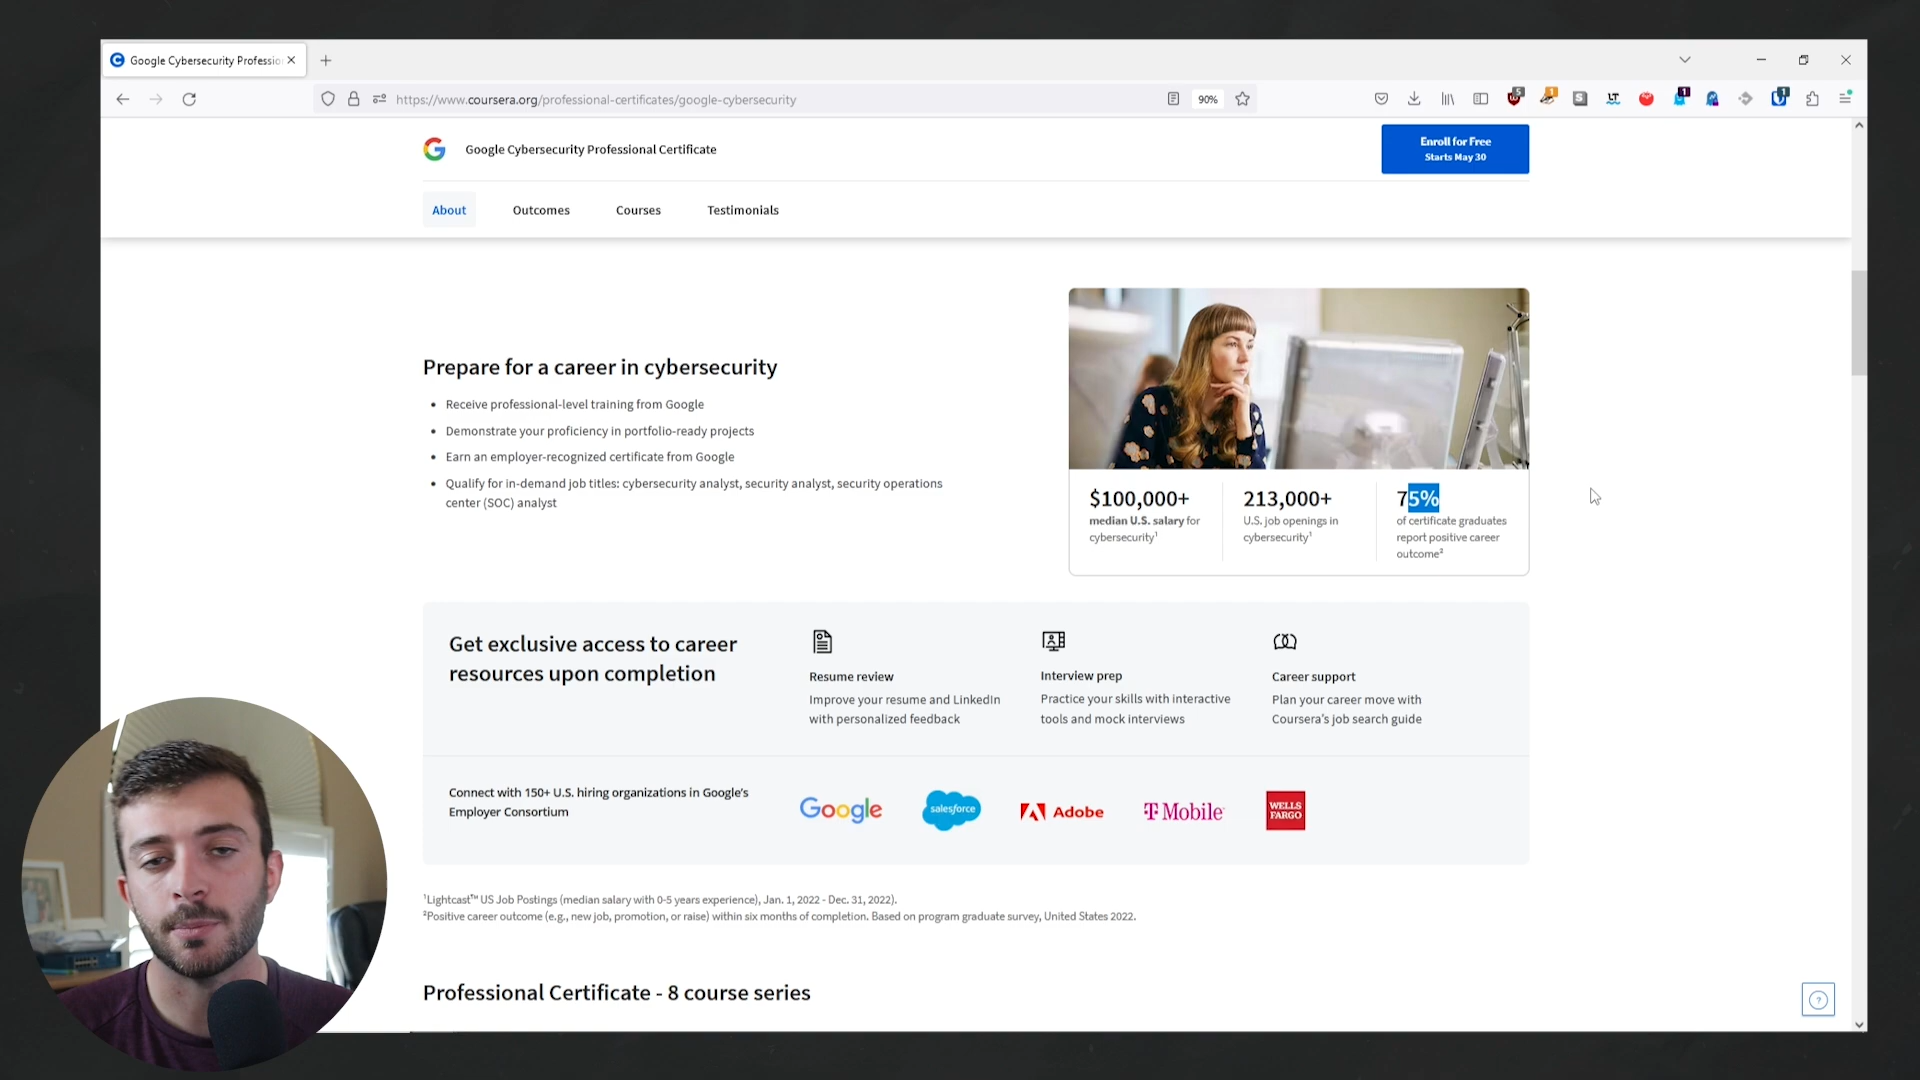 Google Cybersecurity Professio
https://www.coursera.org/professional-certificates/google-cybersecurity
90%
Google Cybersecurity Professional Certificate
Enroll for Free
Starts May 30
About
Outcomes
Courses
Testimonials
Prepare for a career in cybersecurity
• Receive professional-level training from Google
• Demonstrate your proficiency in portfolio-ready projects
• Earn an employer-recognized certificate from Google
• Qualify for in-demand job titles: cybersecurity analyst, security analyst, security operations
center (SOC) analyst
$100,000+
median U.S. salary for
cybersecurity¹
213,000+
U.S. job openings in
cybersecurity¹
75%
of certificate graduates
report positive career
outcome²
Get exclusive access to career
resources upon completion
Resume review
Improve your resume and LinkedIn
with personalized feedback
Interview prep
Practice your skills with interactive
tools and mock interviews
Career support
Plan your career move with
Coursera's job search guide
Connect with 150+ U.S. hiring organizations in Google's
Employer Consortium
Google
salesforce
Adobe
T Mobile
WELLS
FARGO
¹Lightcast™ US Job Postings (median salary with 0-5 years experience), Jan. 1, 2022 - Dec. 31, 2022).
²Positive career outcome (e.g., new job, promotion, or raise) within six months of completion. Based on program graduate survey, United States 2022.
Professional Certificate - 8 course series